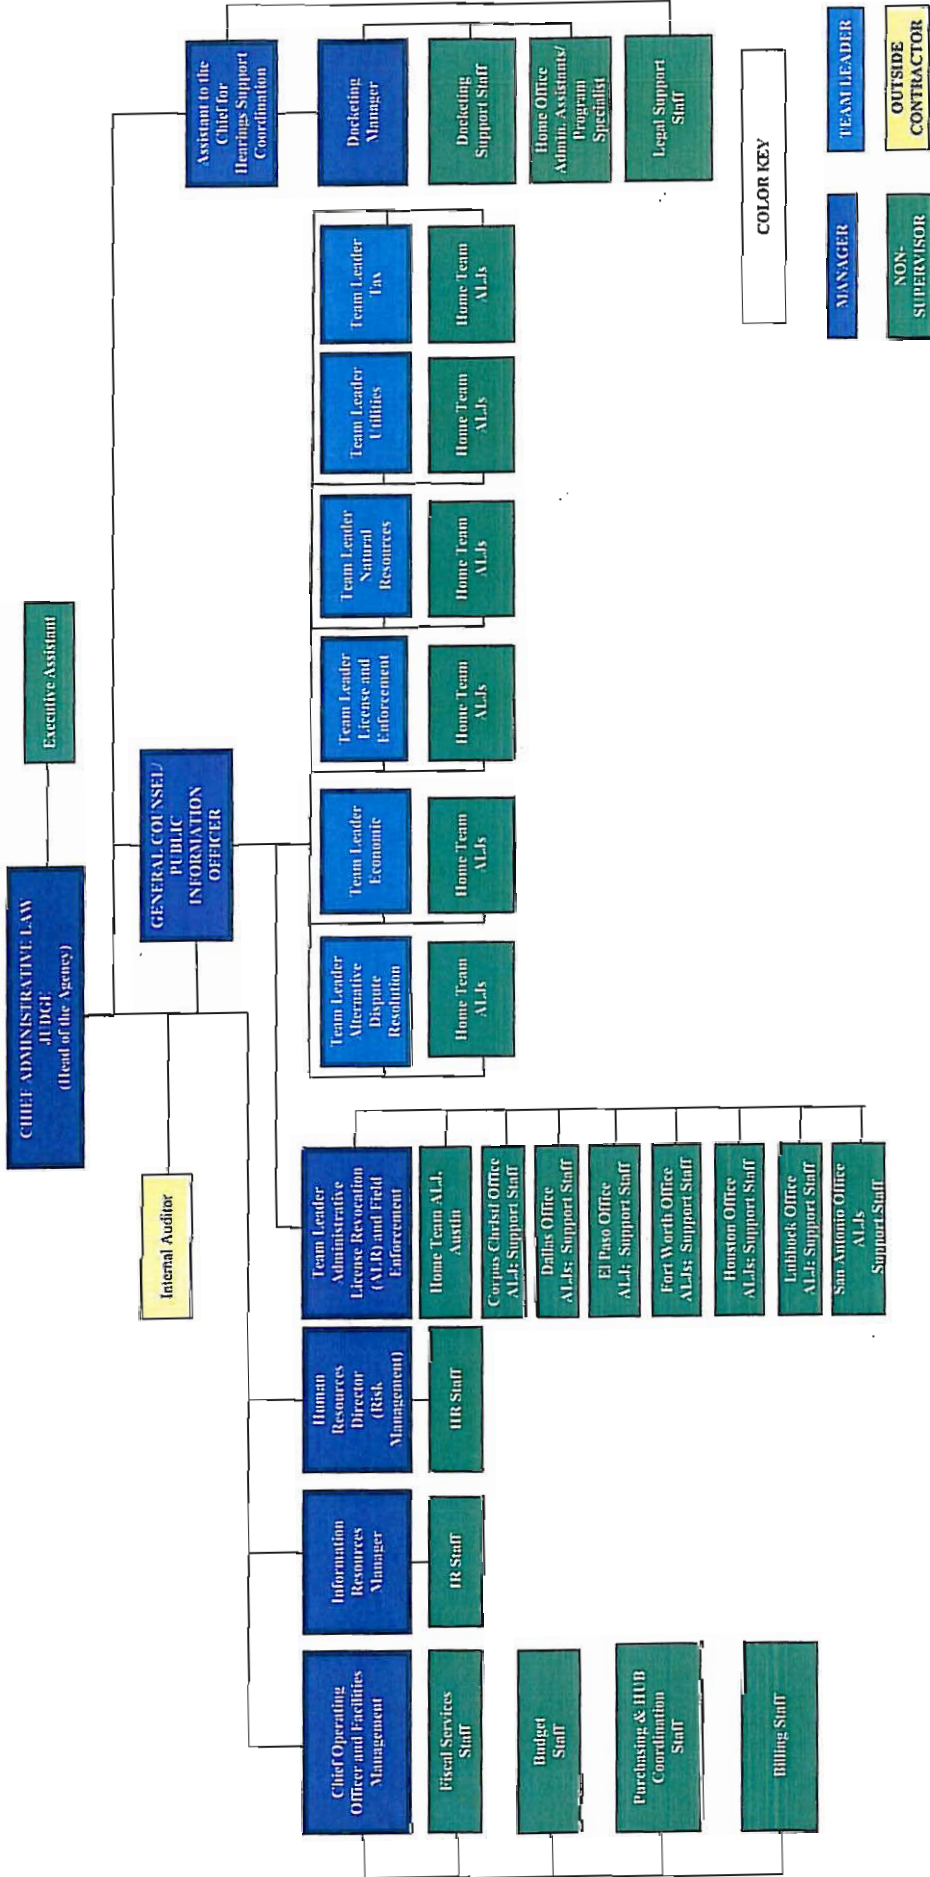 CHIEF ADMINISTRATIVE LAW
JUDGE
(Head of the Agency)
Executive Assistant
Internal Auditor
GENERAL COUNSEL/
PUBLIC
INFORMATION
OFFICER
Assistant to the
Chief for
Hearings Support
Coordination
Chief Operating
Officer and Facilities
Management
Fiscal Services
Staff
Budget
Staff
Purchasing & HUB
Coordination
Staff
Billing Staff
Information
Resources
Manager
IR Staff
Human
Resources
Director
(Risk
Management)
HR Staff
Team Leader
Administrative
License Revocation
(ALR) and Field
Enforcement
Home Team ALJ,
Austin
Corpus Christi Office
ALJ; Support Staff
Dallas Office
ALJs; Support Staff
El Paso Office
ALJ; Support Staff
Fort Worth Office
ALJs; Support Staff
Houston Office
ALJs; Support Staff
Lubbock Office
ALJ; Support Staff
San Antonio Office
ALJs
Support Staff
Team Leader
Alternative
Dispute
Resolution
Home Team
ALJs
Team Leader
Economic
Home Team
ALJs
Team Leader
License and
Enforcement
Home Team
ALJs
Team Leader
Natural
Resources
Home Team
ALJs
Team Leader
Utilities
Home Team
ALJs
Team Leader
Tax
Home Team
ALJs
Docketing
Manager
Docketing
Support Staff
Home Office
Admin. Assistants/
Program
Specialist
Legal Support
Staff
COLOR KEY
MANAGER
TEAM LEADER
NON-
SUPERVISOR
OUTSIDE
CONTRACTOR